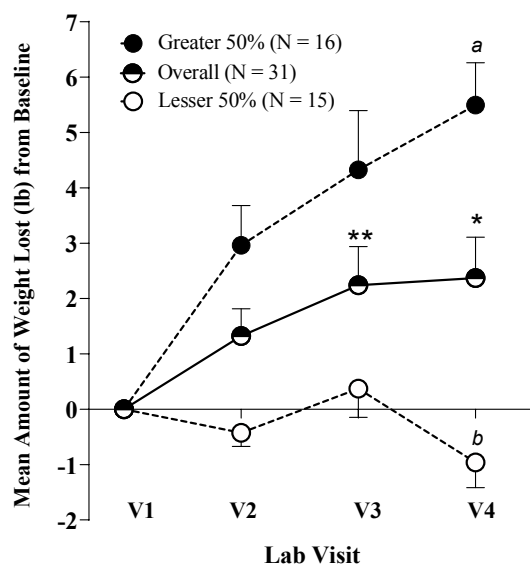 Mean Amount of Weight Lost (lb) from Baseline
7
6
5
4
3
2
1
0
-1
-2
Greater 50% (N = 16)
Overall (N = 31)
Lesser 50% (N = 15)
a
**
*
b
V1 V2 V3 V4
Lab Visit